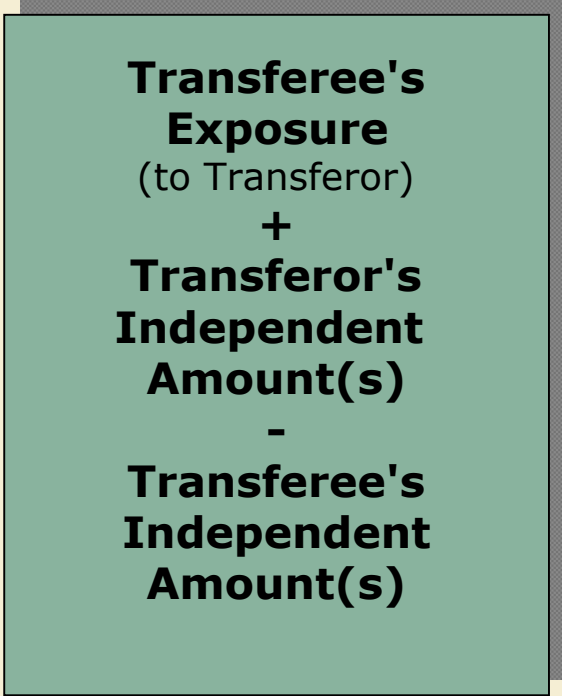 Transferee's
Exposure
(to Transferor)
+
Transferor's
Independent
Amount(s)
-
Transferee's
Independent
Amount(s)